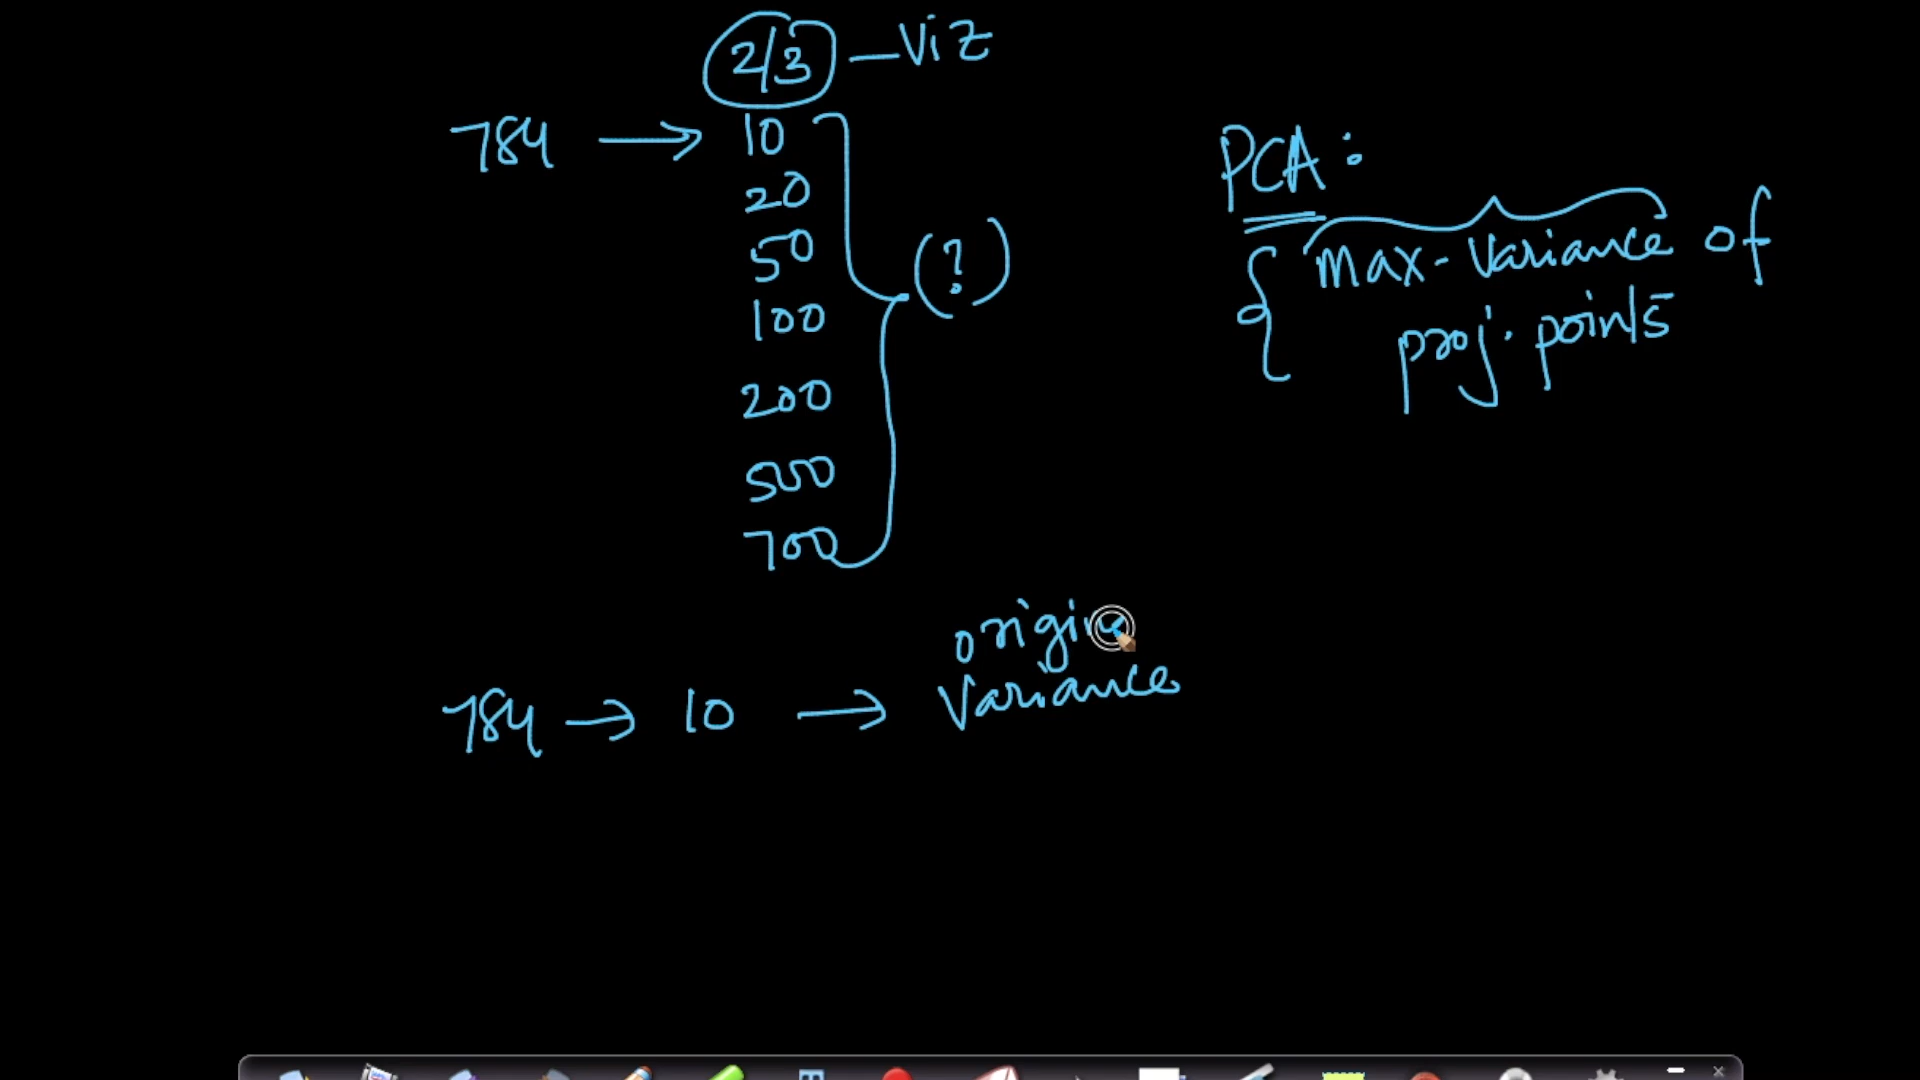 2/3 – Viz
784 → 10
20
50
100
200
500
700
(?)
PCA:
{ max-variance of
proj. points
origin
784 → 10 → Variance